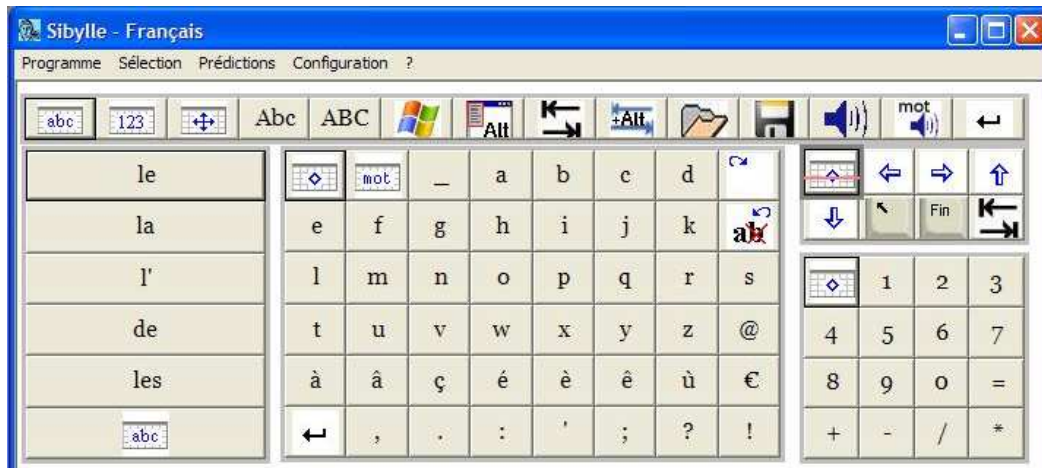 Sibylle - Français
Programme Sélection Prédictions Configuration ?
abc 123 Abc ABC Alt +Alt mot
le
la
l'
de
les
abc
mot _ a b c d
e f g h i j k ab
l m n o p q r s
t u v w x y z @
à â ç é è ê ù €
, . : ' ; ? !
Fin
1 2 3
4 5 6 7
8 9 0 =
+ - / *